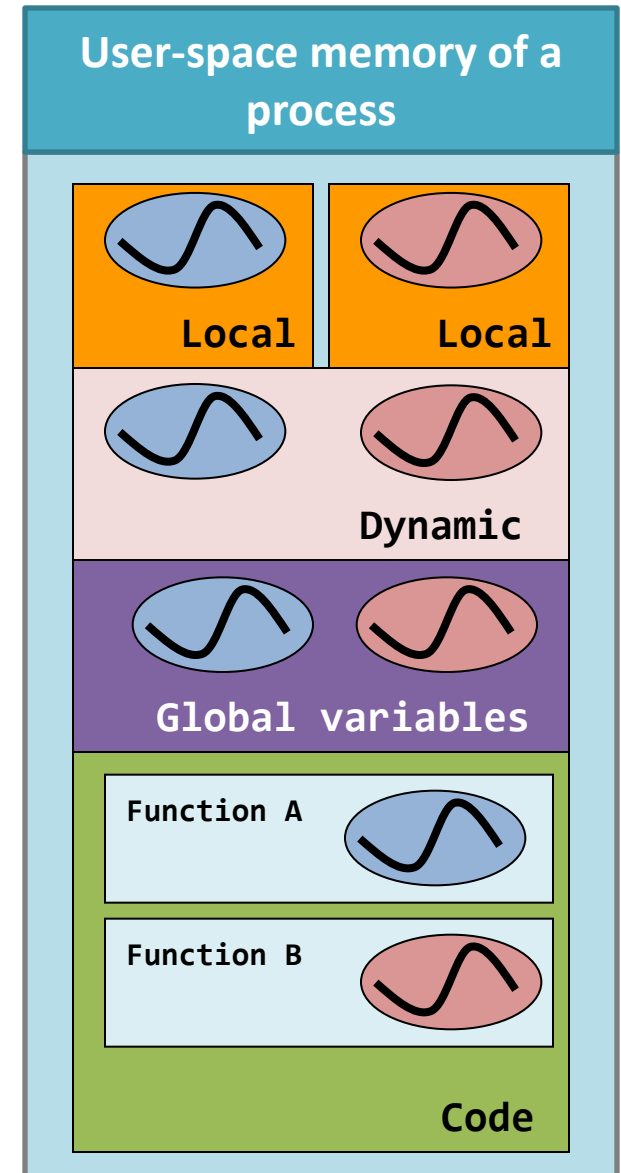 User-space memory of a
process
Local
Local
Dynamic
Global variables
Function A
Function B
Code